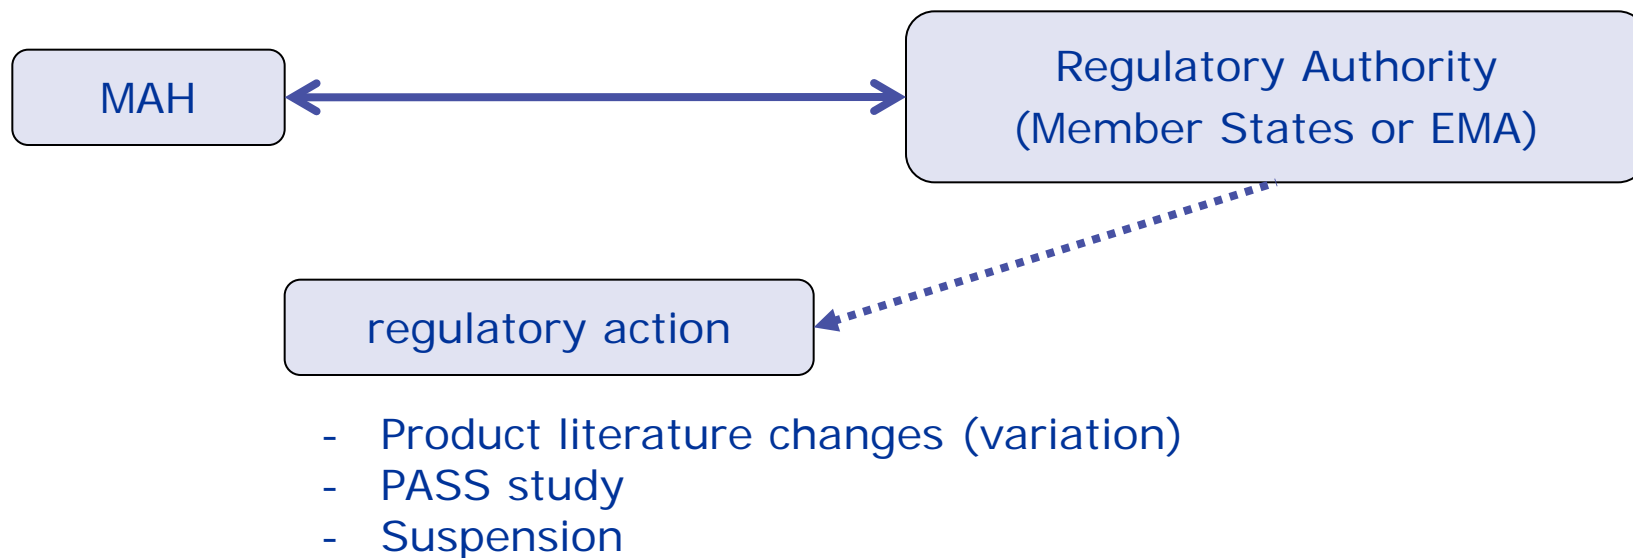 MAH
Regulatory Authority
(Member States or EMA)
regulatory action
- Product literature changes (variation)
- PASS study
- Suspension